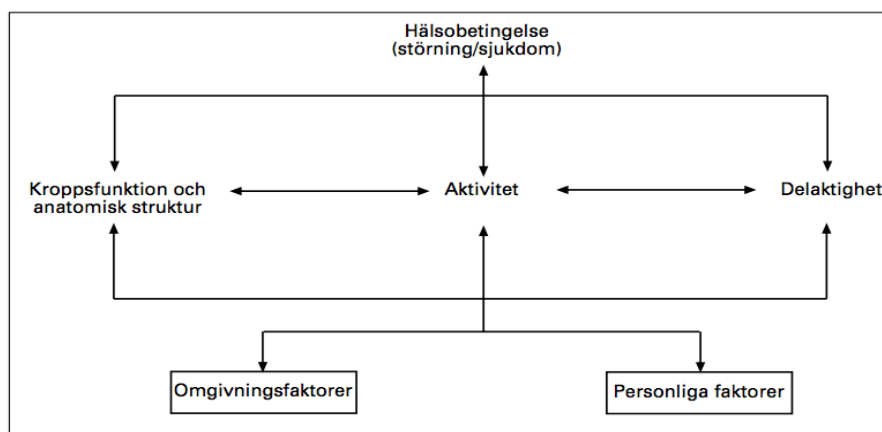 Hälsobetingelse
(störning/sjukdom)
Kroppsfunktion och
anatomisk struktur
Aktivitet
Delaktighet
Omgivningsfaktorer
Personliga faktorer